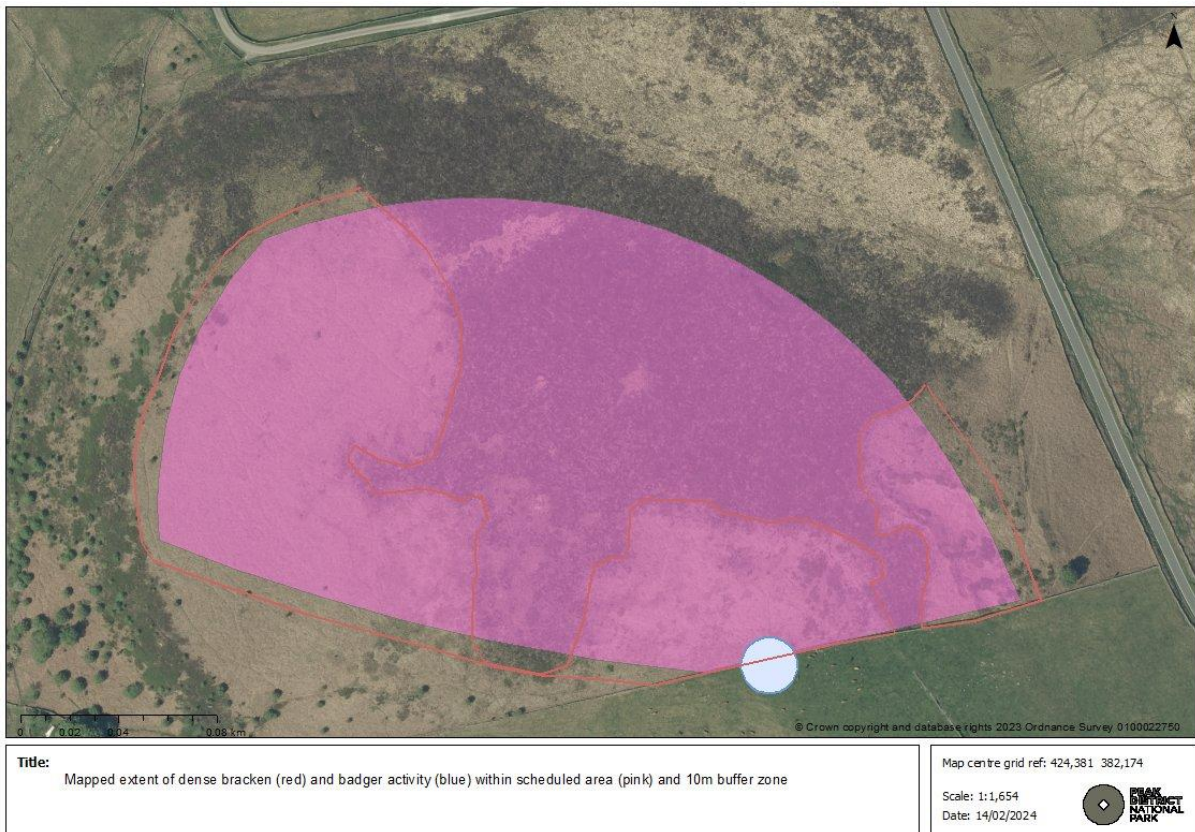 N
0 0.02 0.04 0.08 km
© Crown copyright and database rights 2023 Ordnance Survey 0100022750
Title:
Mapped extent of dense bracken (red) and badger activity (blue) within scheduled area (pink) and 10m buffer zone
Map centre grid ref: 424,381 382,174
Scale: 1:1,654
Date: 14/02/2024
PEAK
DISTRICT
NATIONAL
PARK